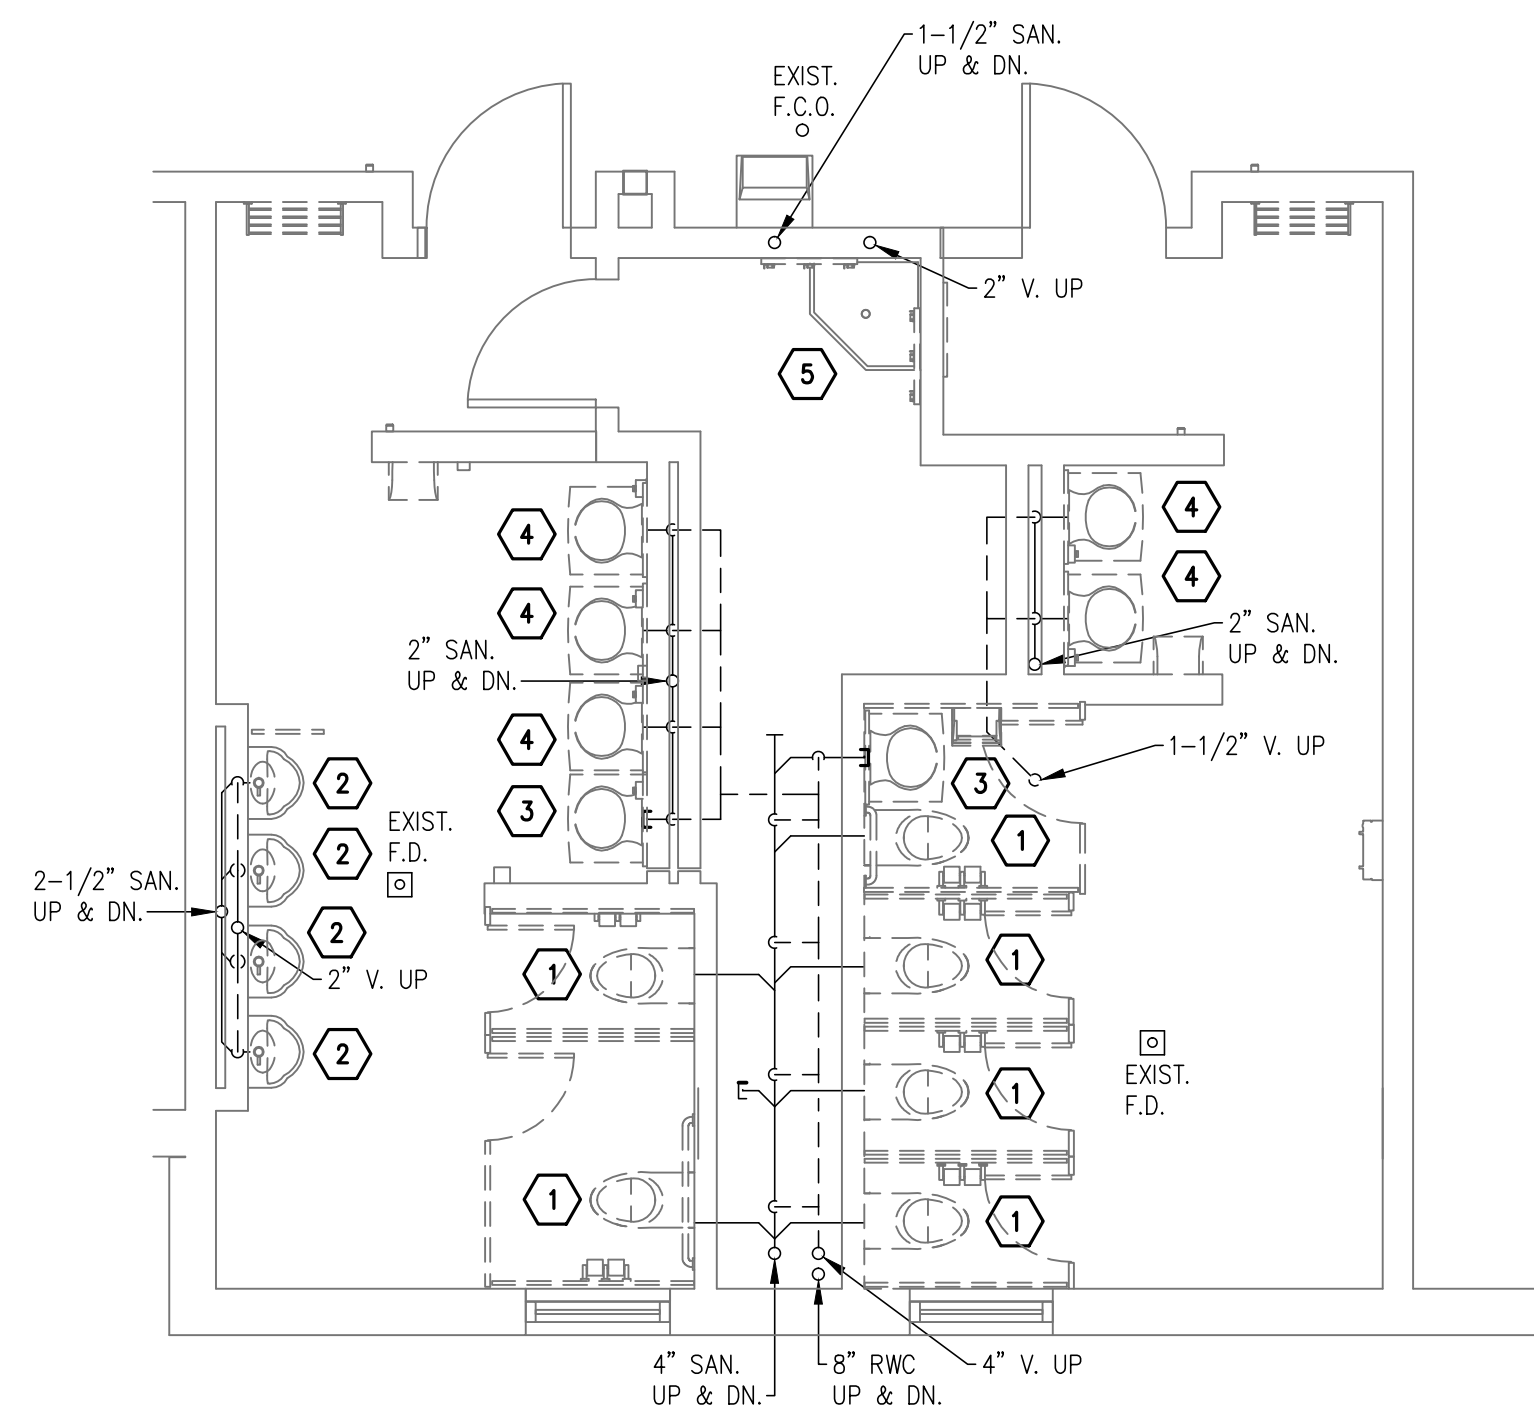 1-1/2" SAN.
UP & DN.
EXIST.
F.C.O.
2" V. UP
5
4
4
4
4
2" SAN.
UP & DN.
2" SAN.
UP & DN.
4
1-1/2" V. UP
2
3
3
EXIST.
F.D.
2
1
2-1/2" SAN.
UP & DN.
2
1
1
2" V. UP
2
EXIST.
F.D.
1
1
1
4" SAN.
UP & DN.
8" RWC
UP & DN.
4" V. UP